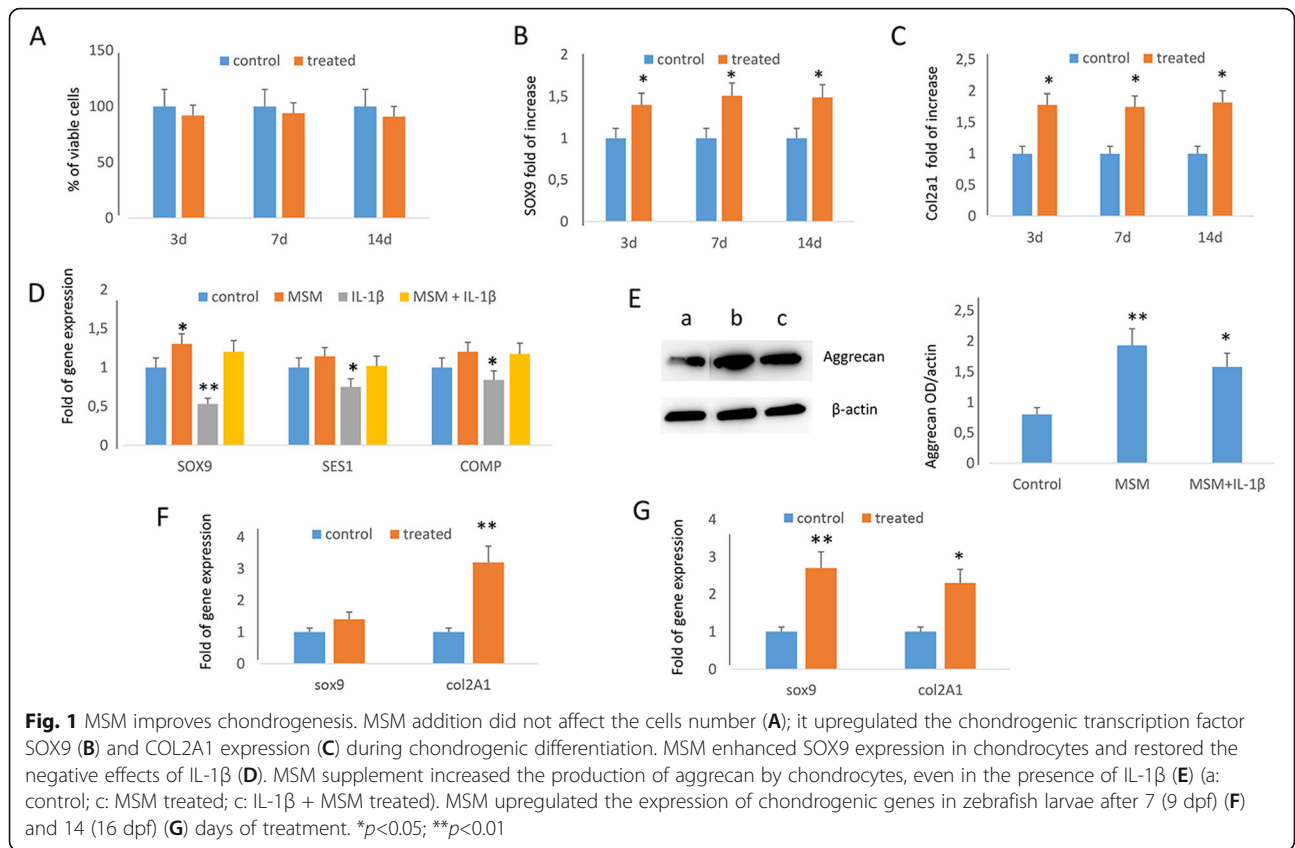 A
150
100
50
0
% of viable cells
control treated
3d 7d 14d
B
2
1,5
1
0,5
0
SOX9 fold of increase
control treated
* * *
3d 7d 14d
C
2,5
2
1,5
1
0,5
0
Col2a1 fold of increase
control treated
* * *
3d 7d 14d
D
2
1,5
1
0,5
0
Fold of gene expression
control MSM IL-1β MSM + IL-1β
* ** * *
SOX9 SES1 COMP
E
a b c
Aggrecan
β-actin
2,5
2
1,5
1
0,5
0
Aggrecan OD/actin
** *
Control MSM MSM+IL-1β
F
4
3
2
1
0
Fold of gene expression
control treated
**
sox9 col2A1
G
4
3
2
1
0
Fold of gene expression
control treated
** *
sox9 col2A1
Fig. 1 MSM improves chondrogenesis. MSM addition did not affect the cells number (A); it upregulated the chondrogenic transcription factor
SOX9 (B) and COL2A1 expression (C) during chondrogenic differentiation. MSM enhanced SOX9 expression in chondrocytes and restored the
negative effects of IL-1β (D). MSM supplement increased the production of aggrecan by chondrocytes, even in the presence of IL-1β (E) (a:
control; c: MSM treated; c: IL-1β + MSM treated). MSM upregulated the expression of chondrogenic genes in zebrafish larvae after 7 (9 dpf) (F)
and 14 (16 dpf) (G) days of treatment. *p<0.05; **p<0.01